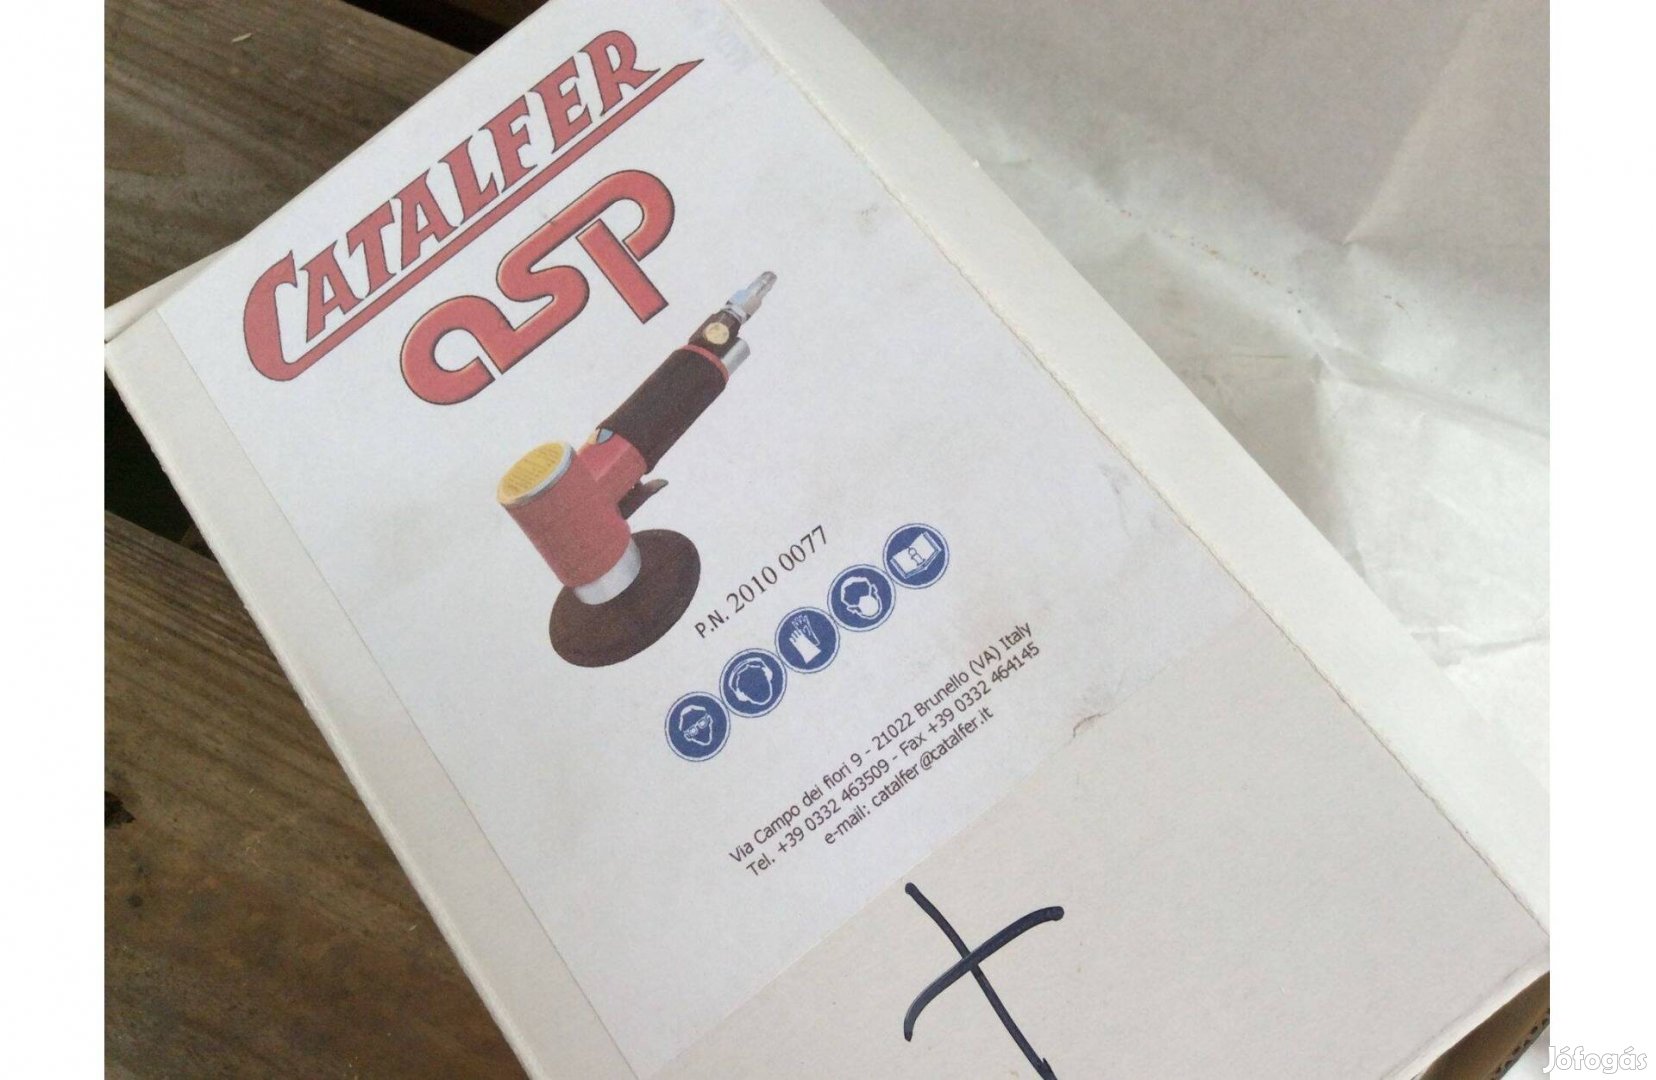 CATALFER
asp
P.N. 2010 0077
Via Campo dei fiori 9 - 21022 Brunello (VA) Italy
Tel. +39 0332 463509 - Fax +39 0332 464145
e-mail: catalfer@catalfer.it
Jófogás